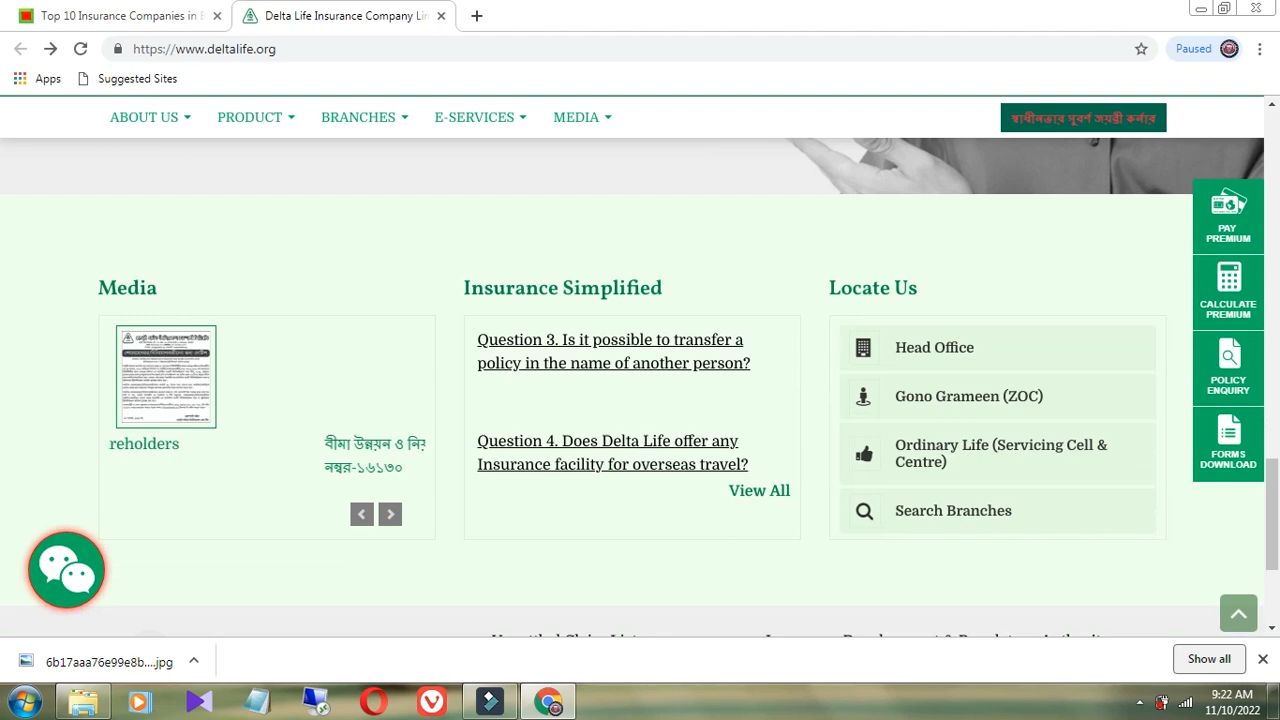 Top 10 Insurance Companies in
Delta Life Insurance Company Li
https://www.deltalife.org
Paused
Apps
Suggested Sites
ABOUT US
PRODUCT
BRANCHES
E-SERVICES
MEDIA
স্বাধীনতার সুবর্ণ জয়ন্তী কর্নার
PAY
PREMIUM
CALCULATE
PREMIUM
POLICY
ENQUIRY
FORMS
DOWNLOAD
Media
reholders
বীমা উন্নয়ন ও নিয়
নম্বর-১৬১৩০
Insurance Simplified
Question 3. Is it possible to transfer a
policy in the name of another person?
Question 4. Does Delta Life offer any
Insurance facility for overseas travel?
View All
Locate Us
Head Office
Gono Grameen (ZOC)
Ordinary Life (Servicing Cell &
Centre)
Search Branches
6b17aaa76e99e8b....jpg
Show all
9:22 AM
11/10/2022